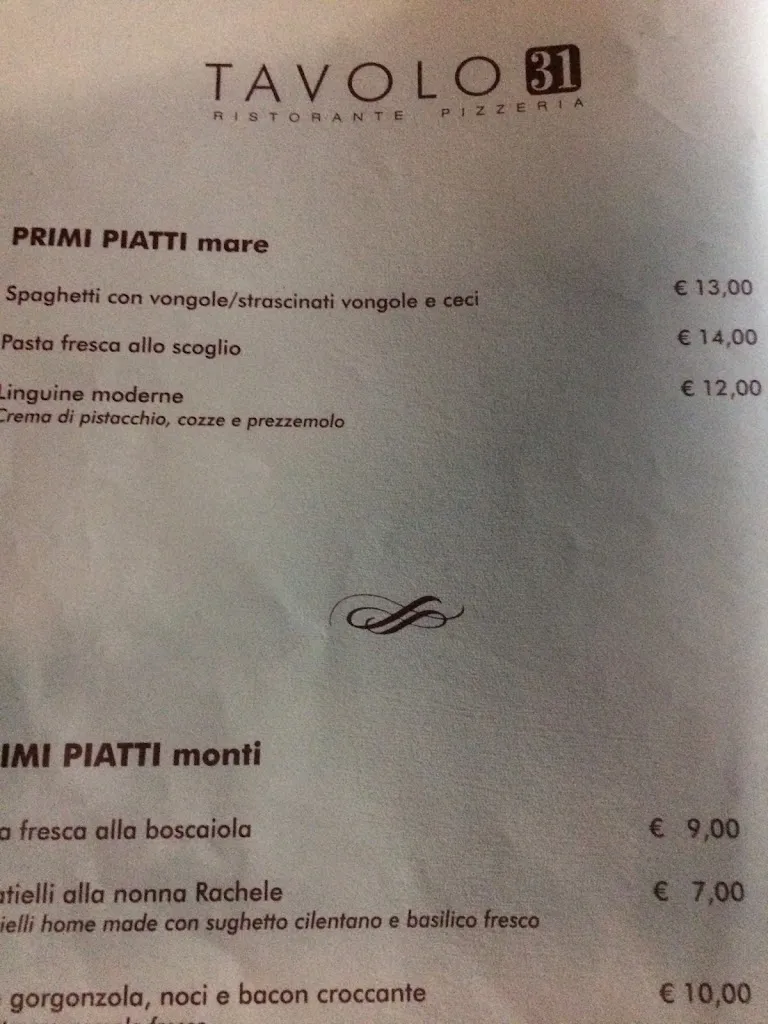 TAVOLO 31
RISTORANTE PIZZERIA
PRIMI PIATTI mare
Spaghetti con vongole/strascinati vongole e ceci € 13,00
Pasta fresca allo scoglio € 14,00
Linguine moderne € 12,00
Crema di pistacchio, cozze e prezzemolo
IMI PIATTI monti
a fresca alla boscaiola € 9,00
atielli alla nonna Rachele € 7,00
ielli home made con sughetto cilentano e basilico fresco
gorgonzola, noci e bacon croccante € 10,00